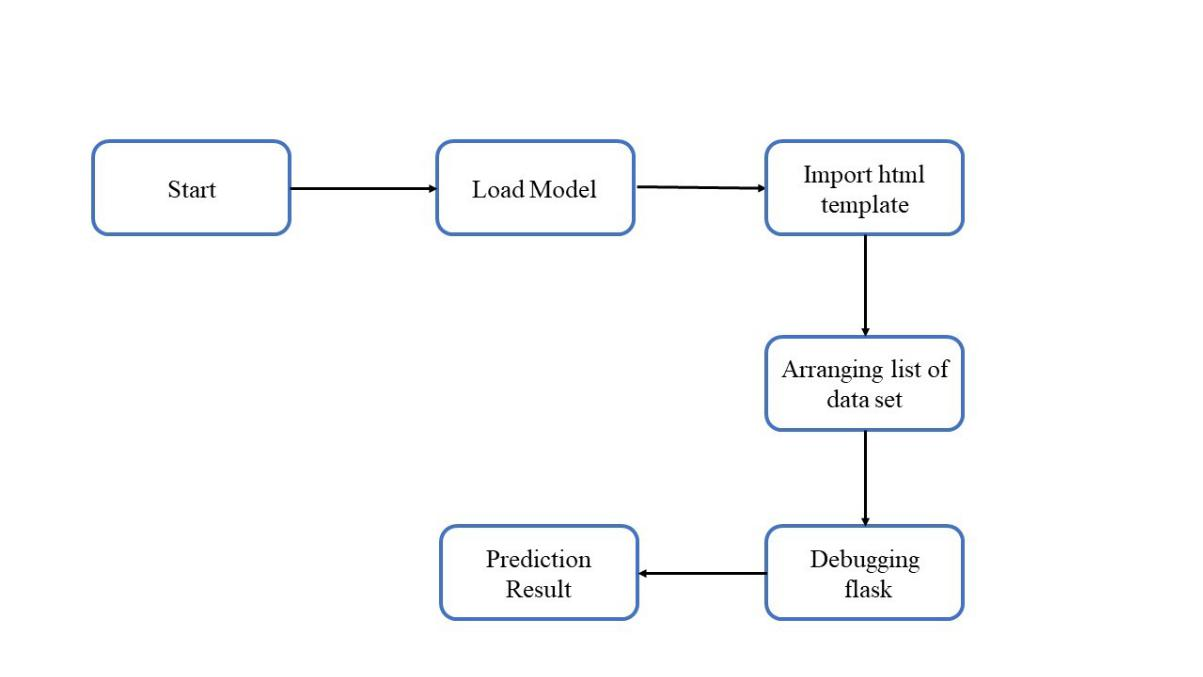 Start
Load Model
Import html
template
Arranging list of
data set
Debugging
flask
Prediction
Result